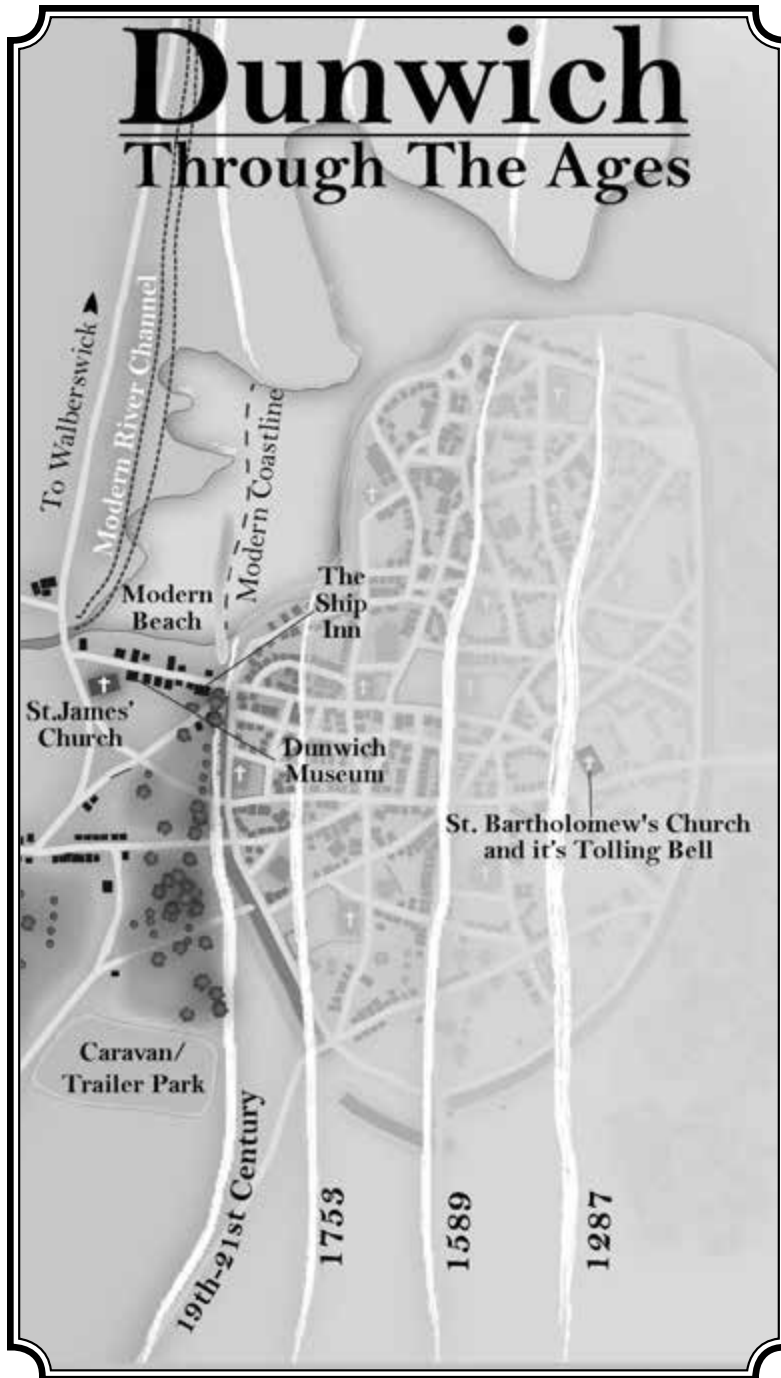 Dunwich
Through The Ages
To Walberswick
Modern River Channel
Modern Coastline
The
Ship
Inn
Modern
Beach
St.James'
Church
Dunwich
Museum
St. Bartholomew's Church
and it's Tolling Bell
Caravan/
Trailer Park
19th-21st Century
1753
1589
1287